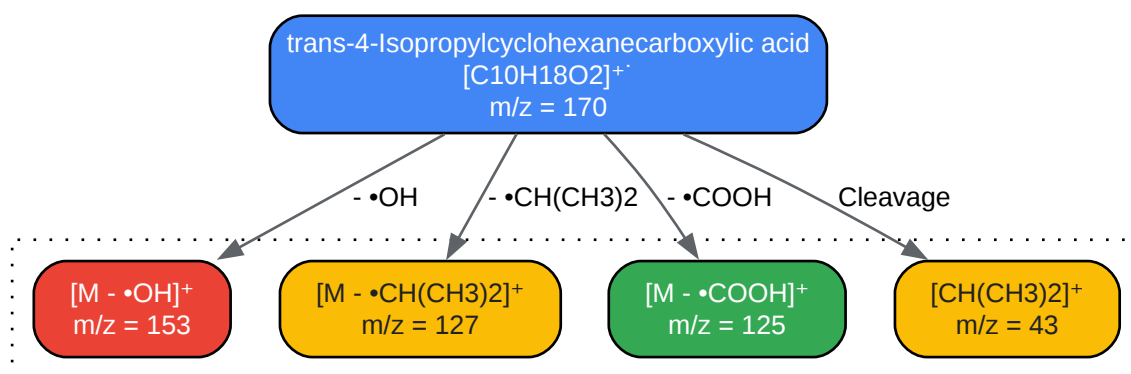 trans-4-Isopropylcyclohexanecarboxylic acid
[C10H18O2]⁺˙
m/z = 170
- •OH
- •CH(CH3)2
- •COOH
Cleavage
[M - •OH]⁺
m/z = 153
[M - •CH(CH3)2]⁺
m/z = 127
[M - •COOH]⁺
m/z = 125
[CH(CH3)2]⁺
m/z = 43